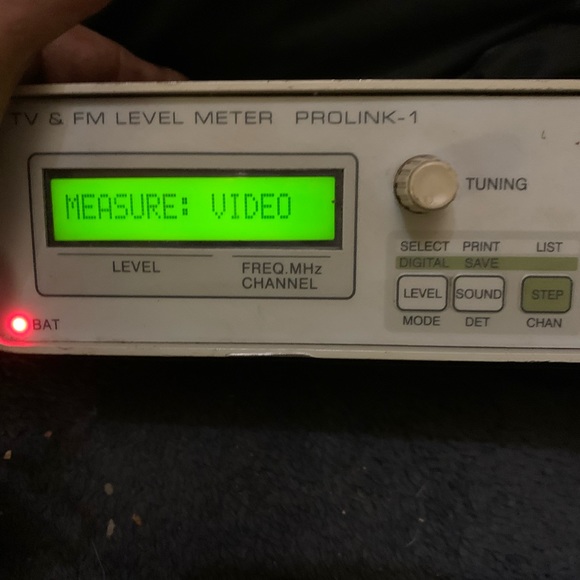 TV & FM LEVEL METER PROLINK-1
MEASURE: VIDEO
LEVEL
FREQ.MHz
CHANNEL
BAT
TUNING
SELECT PRINT LIST
DIGITAL SAVE
LEVEL SOUND STEP
MODE DET CHAN